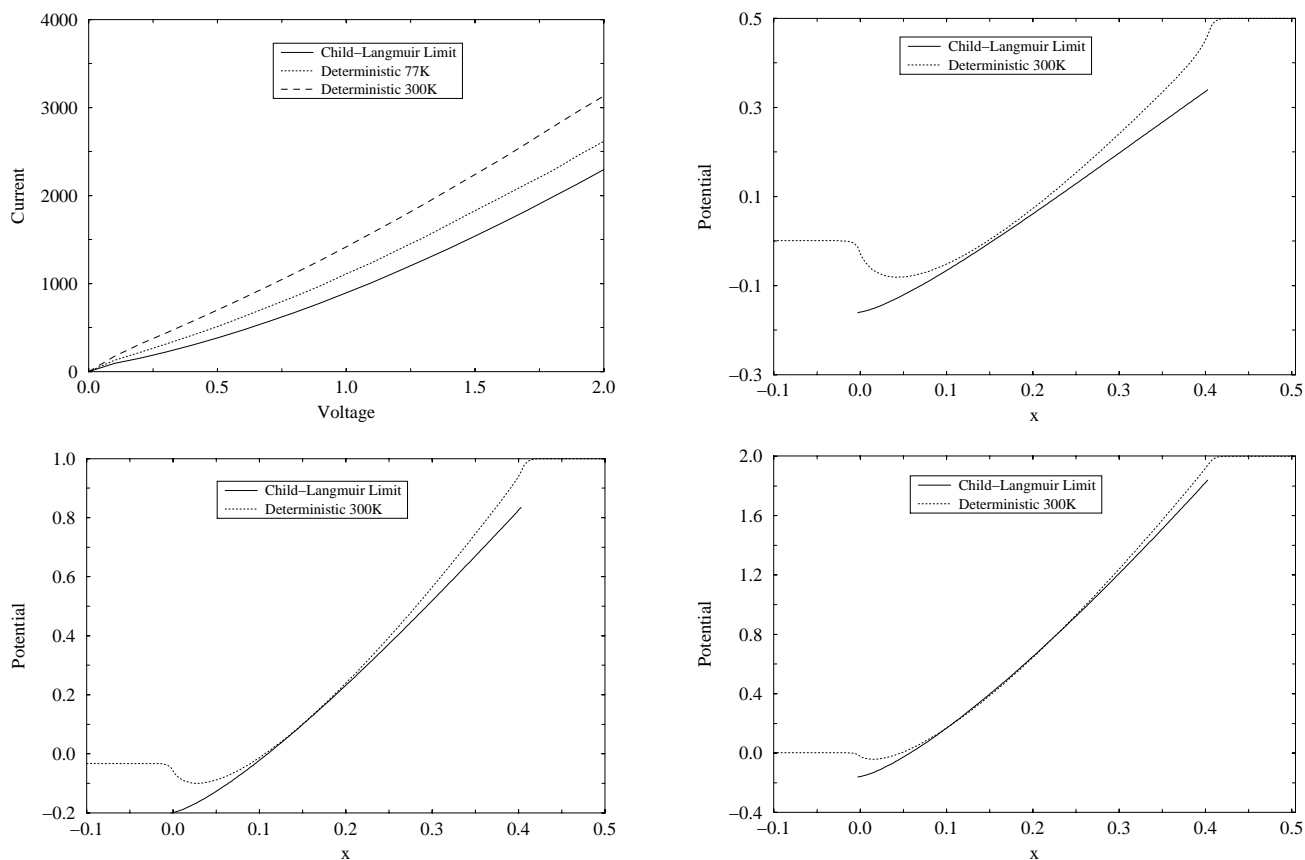 4000
3000
2000
1000
0
Current
Child–Langmuir Limit
Deterministic 77K
Deterministic 300K
0.0 0.5 1.0 1.5 2.0
Voltage
0.5
0.3
0.1
−0.1
−0.3
Potential
Child–Langmuir Limit
Deterministic 300K
−0.1 0.0 0.1 0.2 0.3 0.4 0.5
x
1.0
0.8
0.6
0.4
0.2
0.0
−0.2
Potential
Child–Langmuir Limit
Deterministic 300K
−0.1 0.0 0.1 0.2 0.3 0.4 0.5
x
2.0
1.6
1.2
0.8
0.4
0.0
−0.4
Potential
Child–Langmuir Limit
Deterministic 300K
−0.1 0.0 0.1 0.2 0.3 0.4 0.5
x